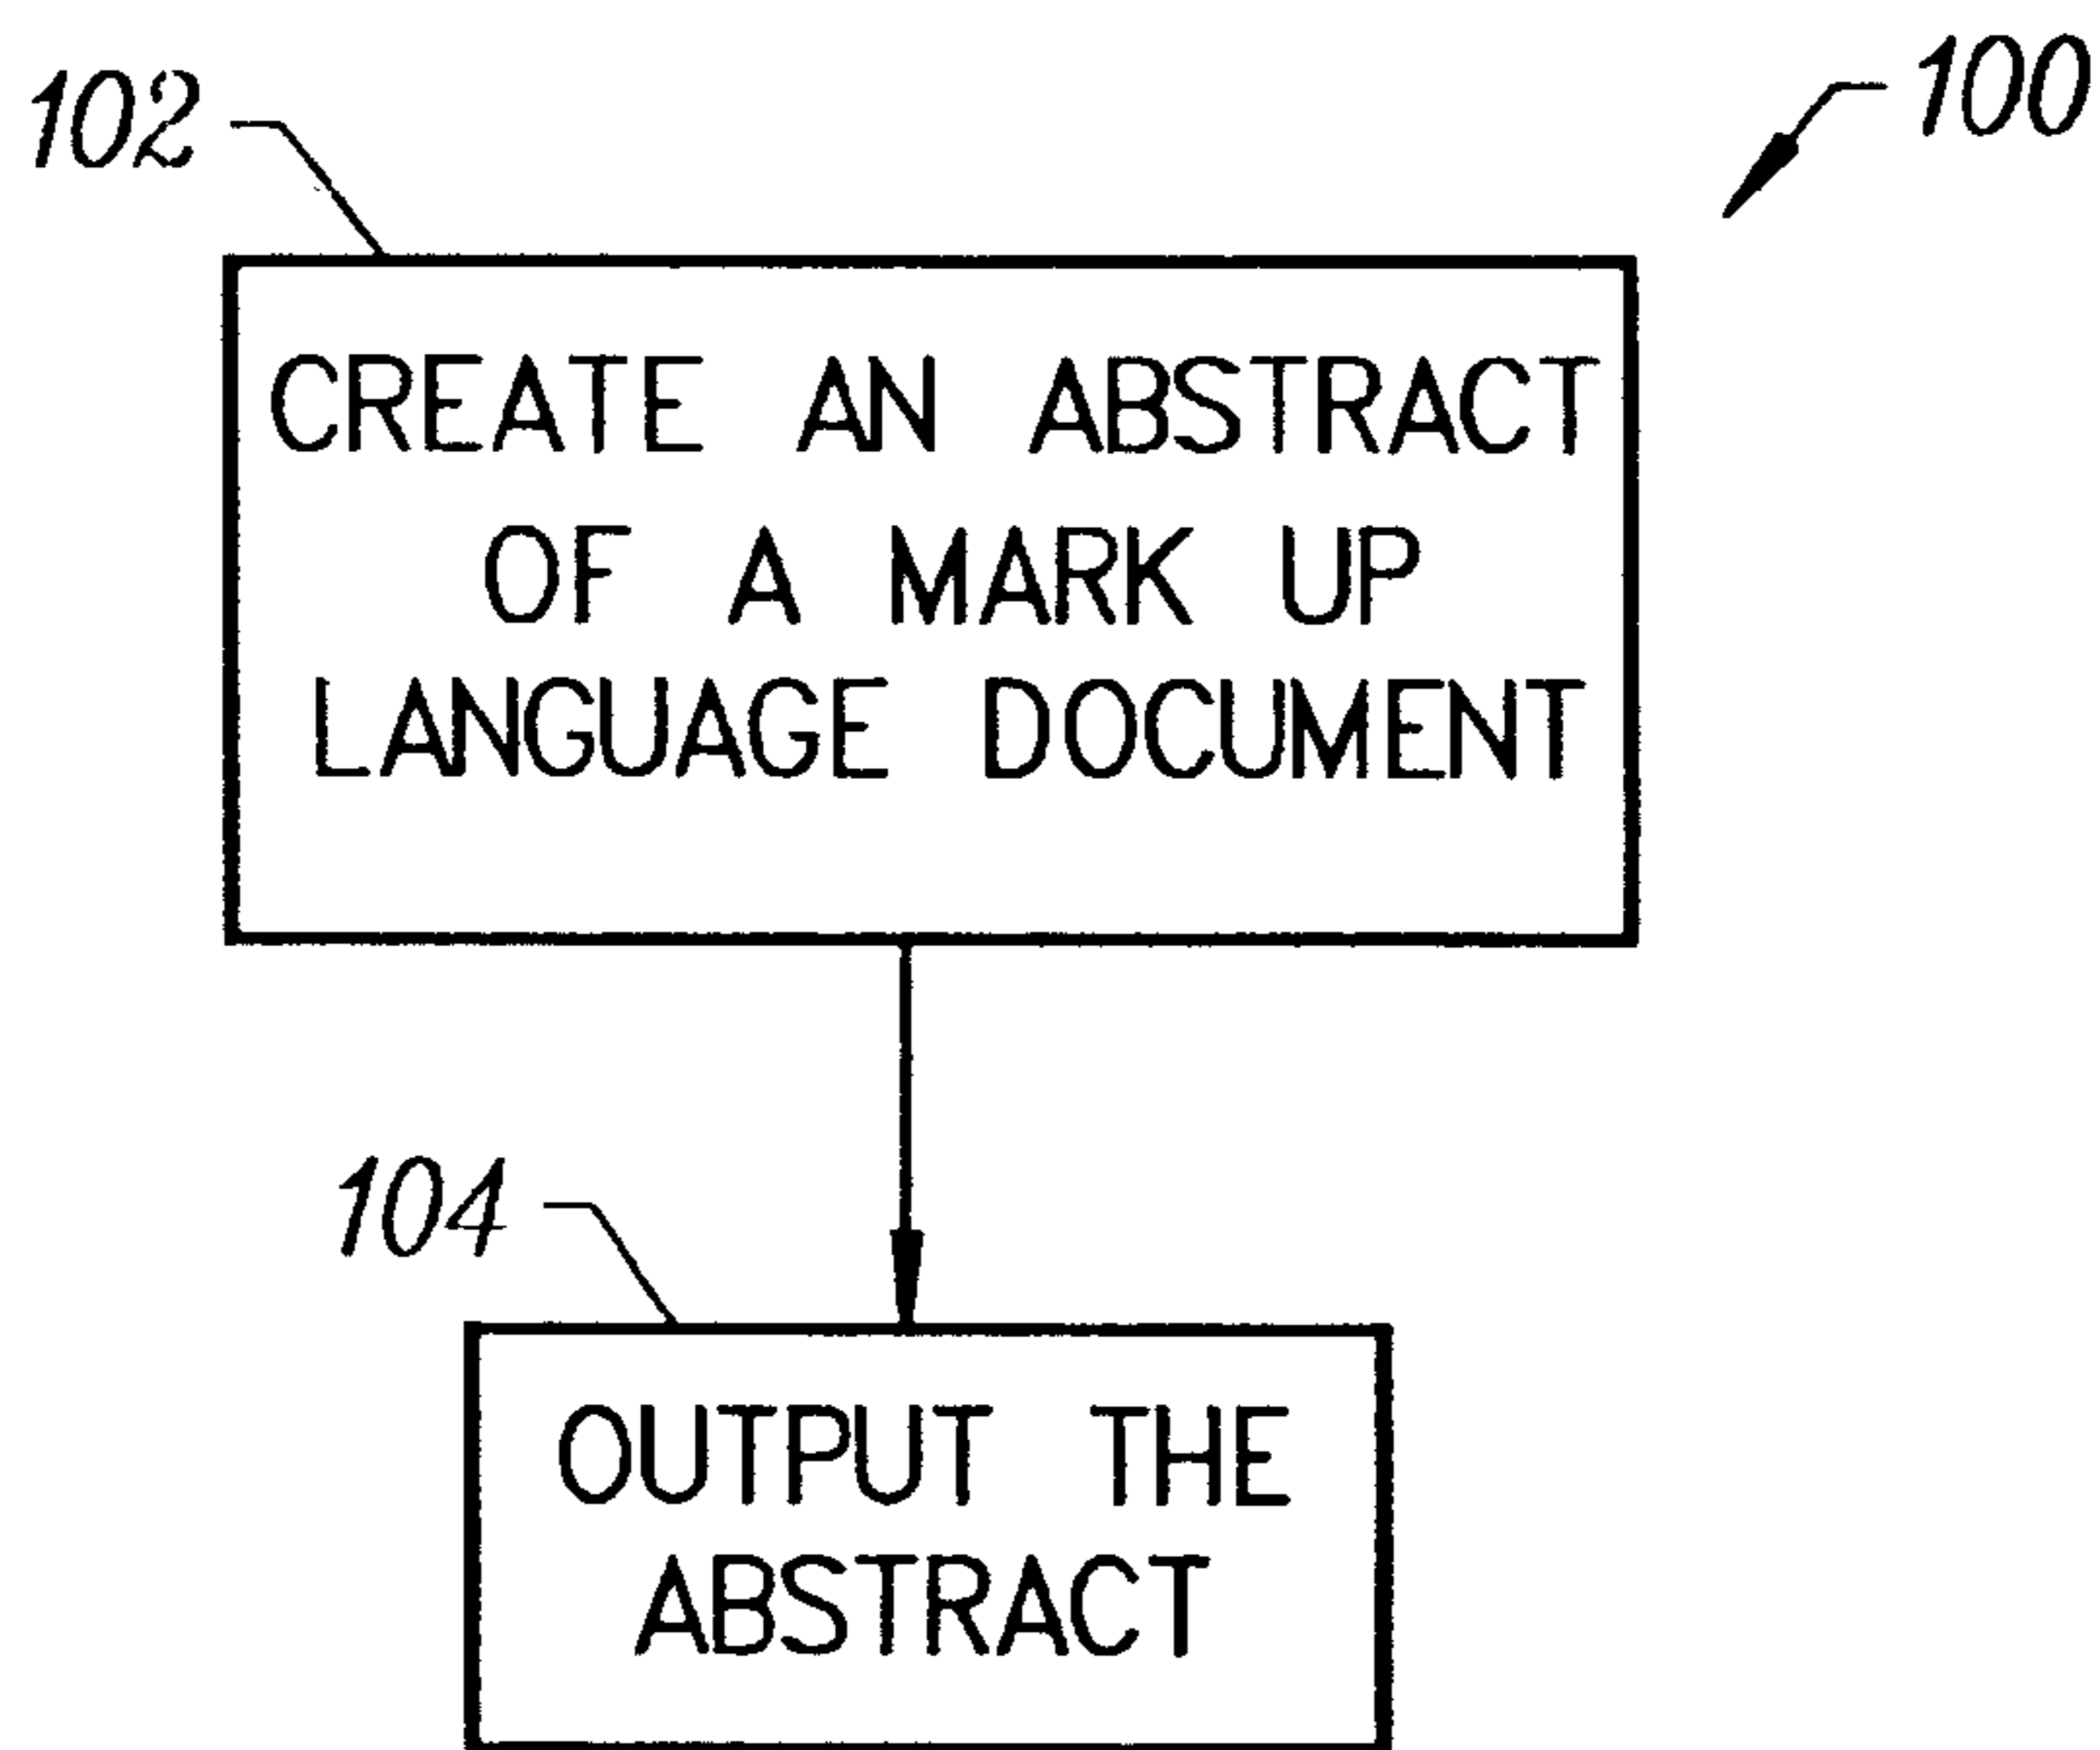 102
100
CREATE AN ABSTRACT
OF A MARK UP
LANGUAGE DOCUMENT
104
OUTPUT THE
ABSTRACT